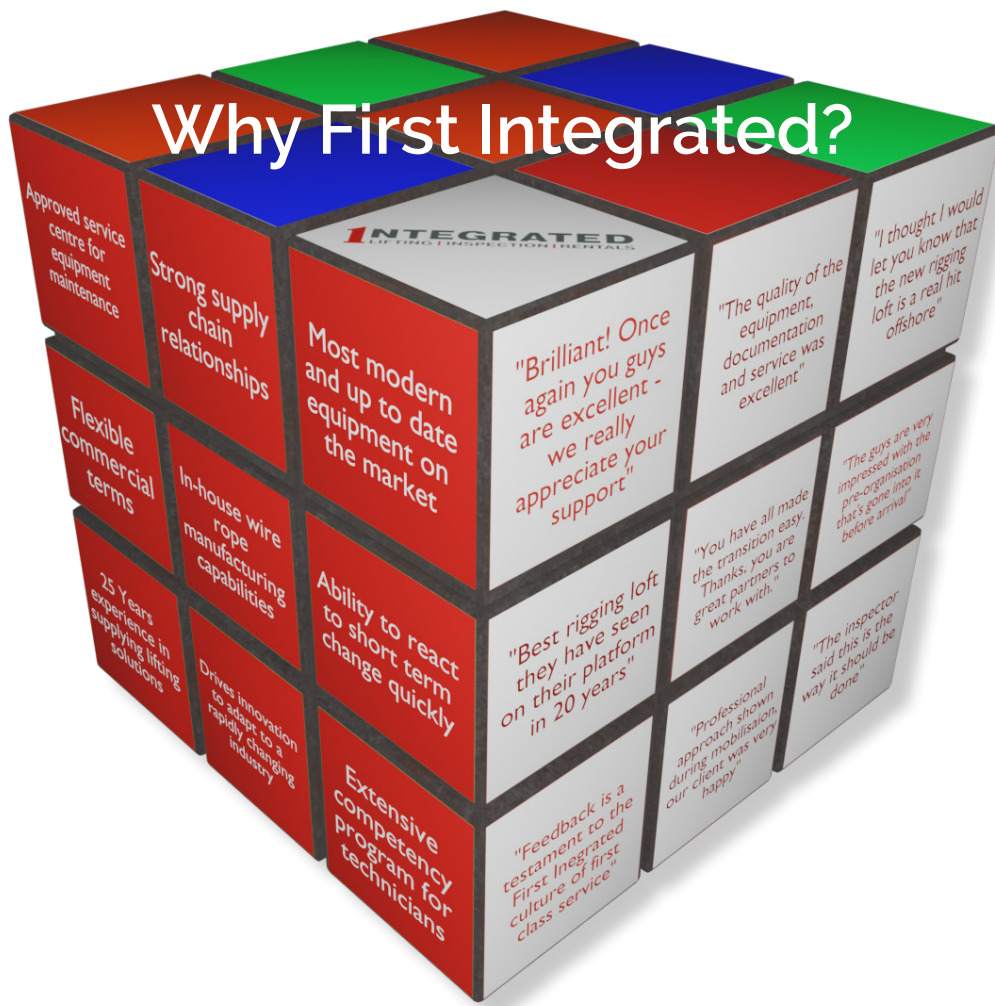 Why First Integrated?
1NTEGRATED
LIFTING | INSPECTION | RENTALS
Approved service
centre for
equipment
maintenance
Strong supply
chain
relationships
Most modern
and up to date
equipment on
the market
Flexible
commercial
terms
In-house wire
rope
manufacturing
capabilities
Ability to react
to short term
change quickly
25 Years
experience in
supplying lifting
solutions
Drives innovation
to adapt to a
rapidly changing
industry
Extensive
competency
program for
technicians
"Brilliant! Once
again you guys
are excellent -
we really
appreciate your
support"
"The quality of the
equipment,
documentation
and service was
excellent"
"I thought I would
let you know that
the new rigging
loft is a real hit
offshore"
"Best rigging loft
they have seen
on their platform
in 20 years"
"You have all made
the transition easy.
Thanks, you are
great partners to
work with."
"The guys are very
impressed with the
pre-organisation
that's gone into it
before arrival"
"Feedback is a
testament to the
First Inegrated
culture of first
class service"
"Professional
approach shown
during mobilisaion,
our client was very
happy"
"The inspector
said this is the
way it should be
done"